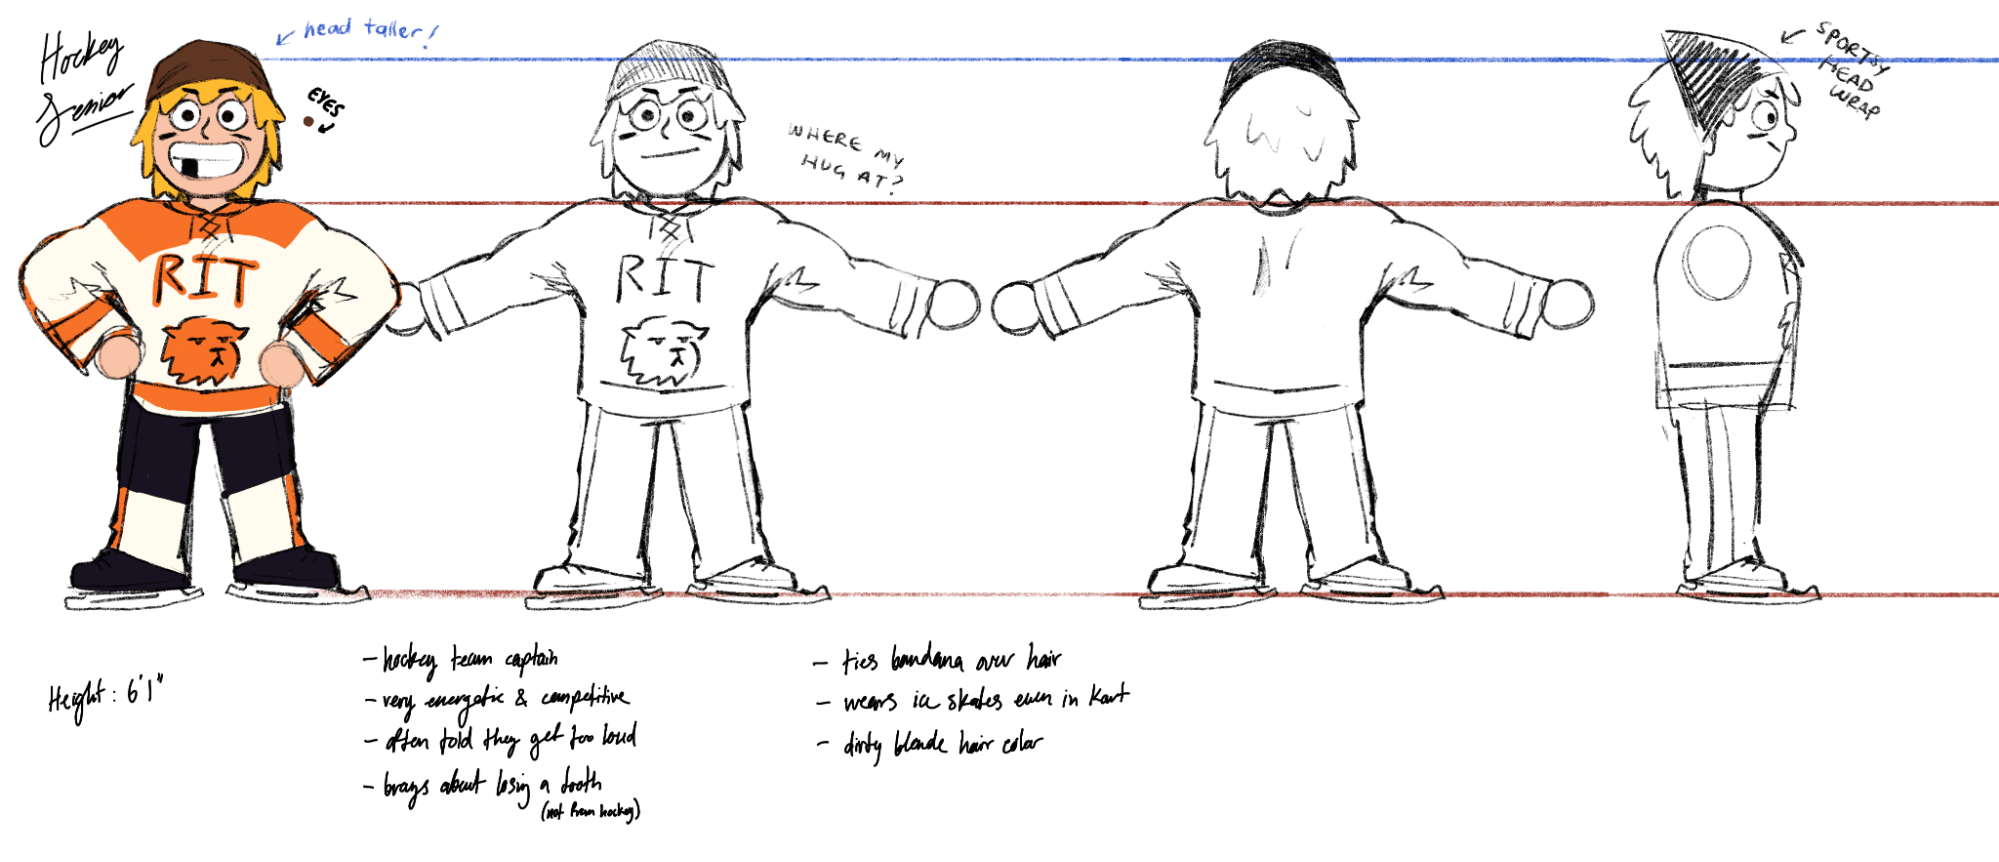 Hockey
Senior
head taller!
EYES
RIT
WHERE MY
HUG AT?
RIT
SPORTSY
HEAD
WRAP
Height: 6'1"
- hockey team captain
- very energetic & competitive
- often told they get too loud
- brags about losing a tooth
(not from hockey)
- ties bandana over hair
- wears ice skates even in kart
- dirty blonde hair color